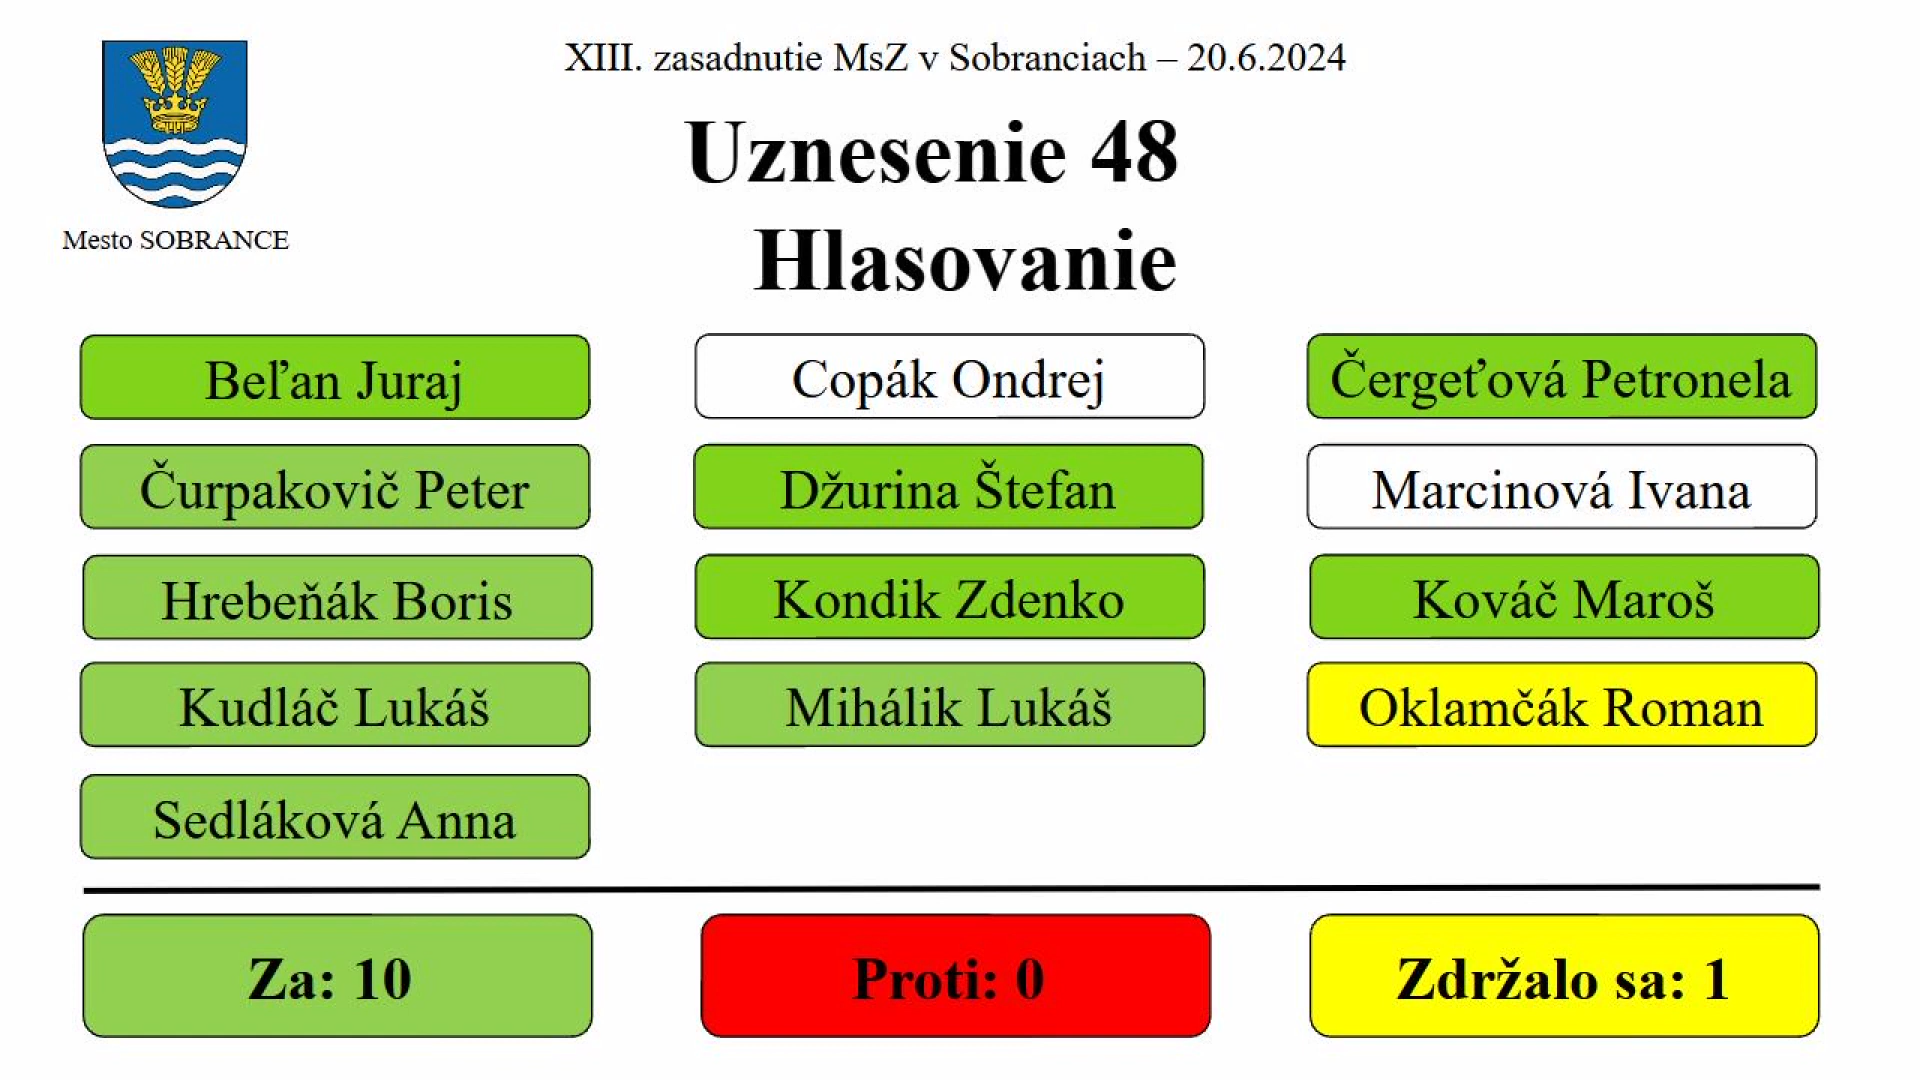 XIII. zasadnutie MsZ v Sobranciach – 20.6.2024
Uznesenie 48
Hlasovanie
Mesto SOBRANCE
Beľan Juraj
Copák Ondrej
Čergeťová Petronela
Čurpakovič Peter
Džurina Štefan
Marcinová Ivana
Hrebeňák Boris
Kondik Zdenko
Kováč Maroš
Kudláč Lukáš
Mihálik Lukáš
Oklamčák Roman
Sedláková Anna
Za: 10
Proti: 0
Zdržalo sa: 1